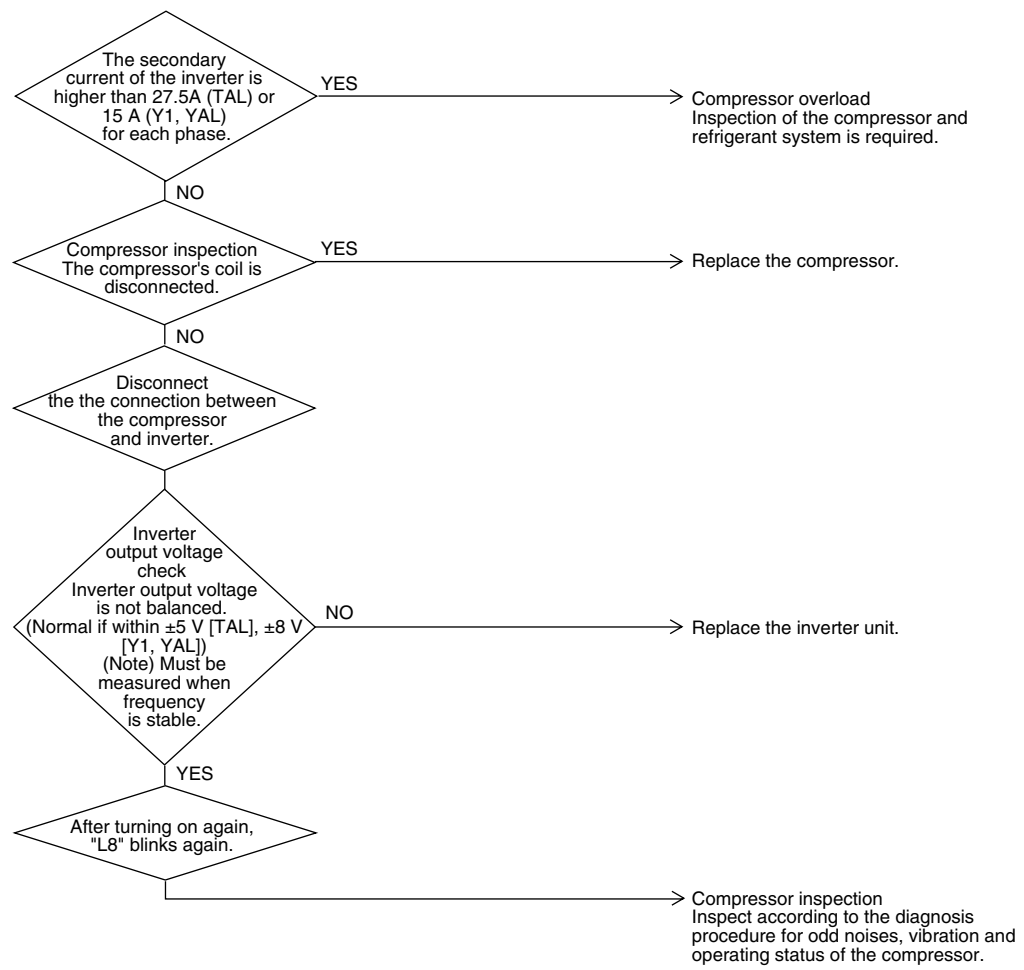 The secondary
current of the inverter is
higher than 27.5A (TAL) or
15 A (Y1, YAL)
for each phase.
YES
Compressor overload
Inspection of the compressor and
refrigerant system is required.
NO
Compressor inspection
The compressor's coil is
disconnected.
YES
Replace the compressor.
NO
Disconnect
the the connection between
the compressor
and inverter.
Inverter
output voltage
check
Inverter output voltage
is not balanced.
(Normal if within ±5 V [TAL], ±8 V
[Y1, YAL])
(Note) Must be
measured when
frequency
is stable.
NO
Replace the inverter unit.
YES
After turning on again,
"L8" blinks again.
Compressor inspection
Inspect according to the diagnosis
procedure for odd noises, vibration and
operating status of the compressor.